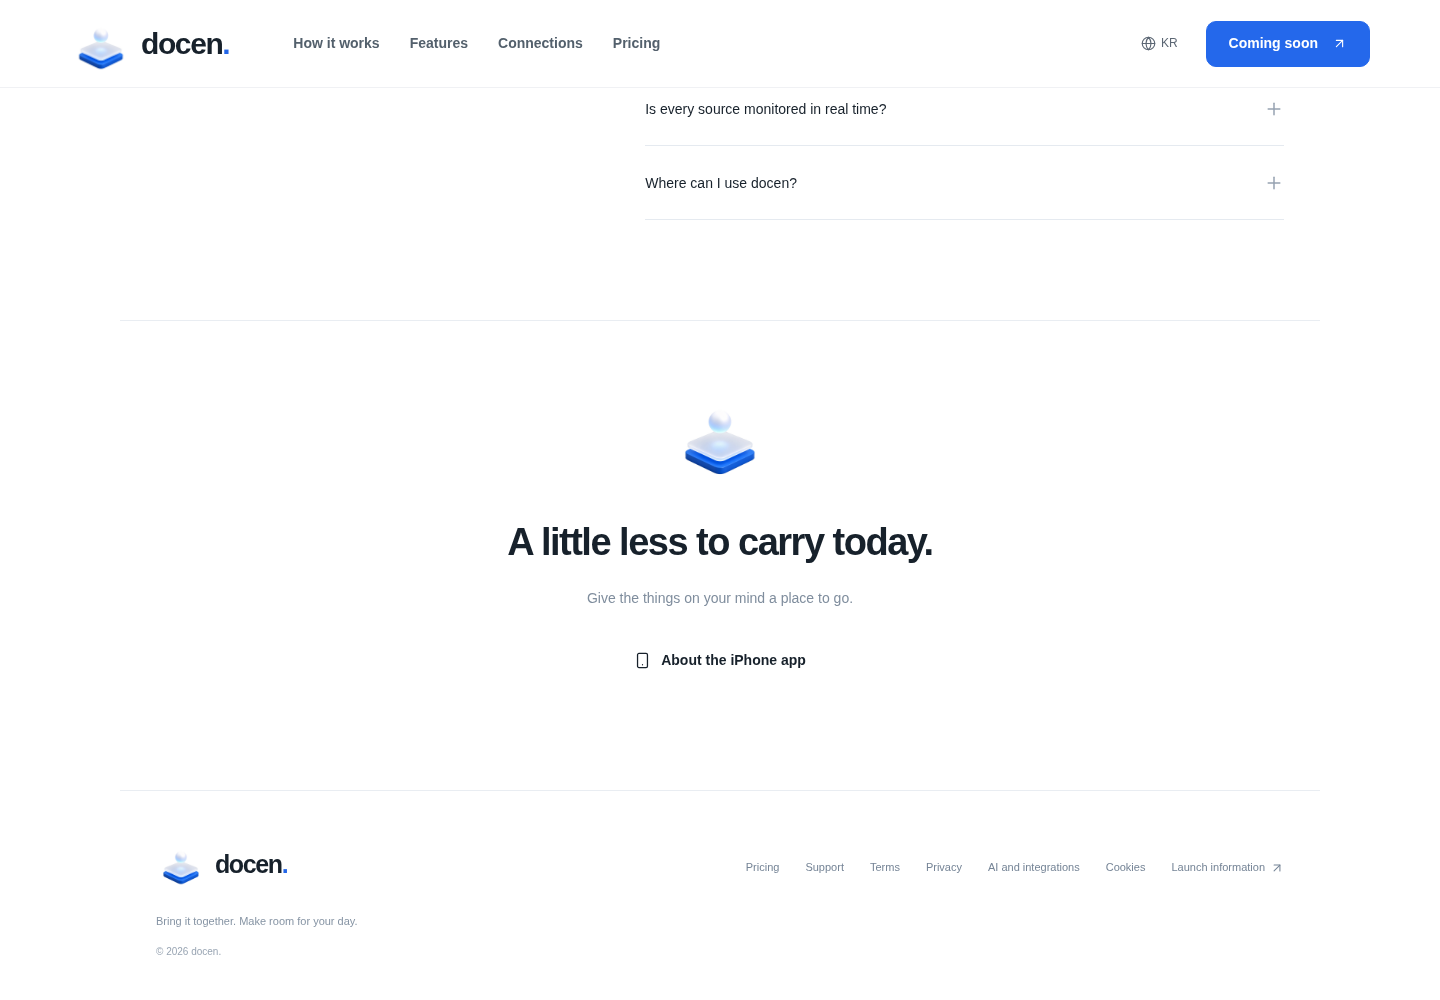 docen.
How it works
Features
Connections
Pricing
KR
Coming soon
Is every source monitored in real time?
Where can I use docen?
A little less to carry today.
Give the things on your mind a place to go.
About the iPhone app
docen.
Pricing
Support
Terms
Privacy
AI and integrations
Cookies
Launch information
Bring it together. Make room for your day.
© 2026 docen.